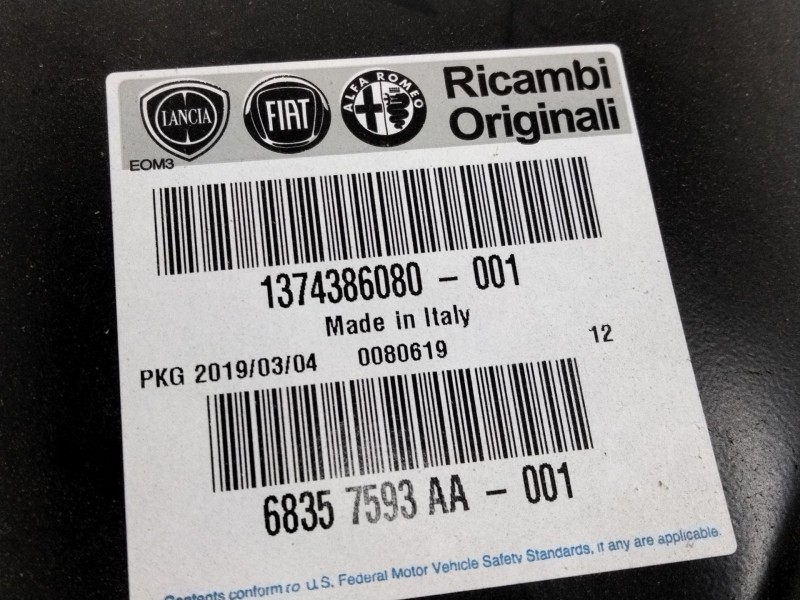 LANCIA FIAT ALFA ROMEO Ricambi
Originali
EOM3
1374386080 - 001
Made in Italy
PKG 2019/03/04 0080619 12
6835 7593 AA - 001
Contents conform to U.S. Federal Motor Vehicle Safety Standards, if any are applicable.